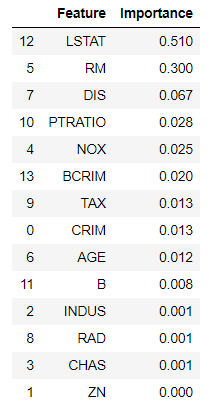 Feature Importance
12 LSTAT 0.510
5 RM 0.300
7 DIS 0.067
10 PTRATIO 0.028
4 NOX 0.025
13 BCRIM 0.020
9 TAX 0.013
0 CRIM 0.013
6 AGE 0.012
11 B 0.008
2 INDUS 0.001
8 RAD 0.001
3 CHAS 0.001
1 ZN 0.000